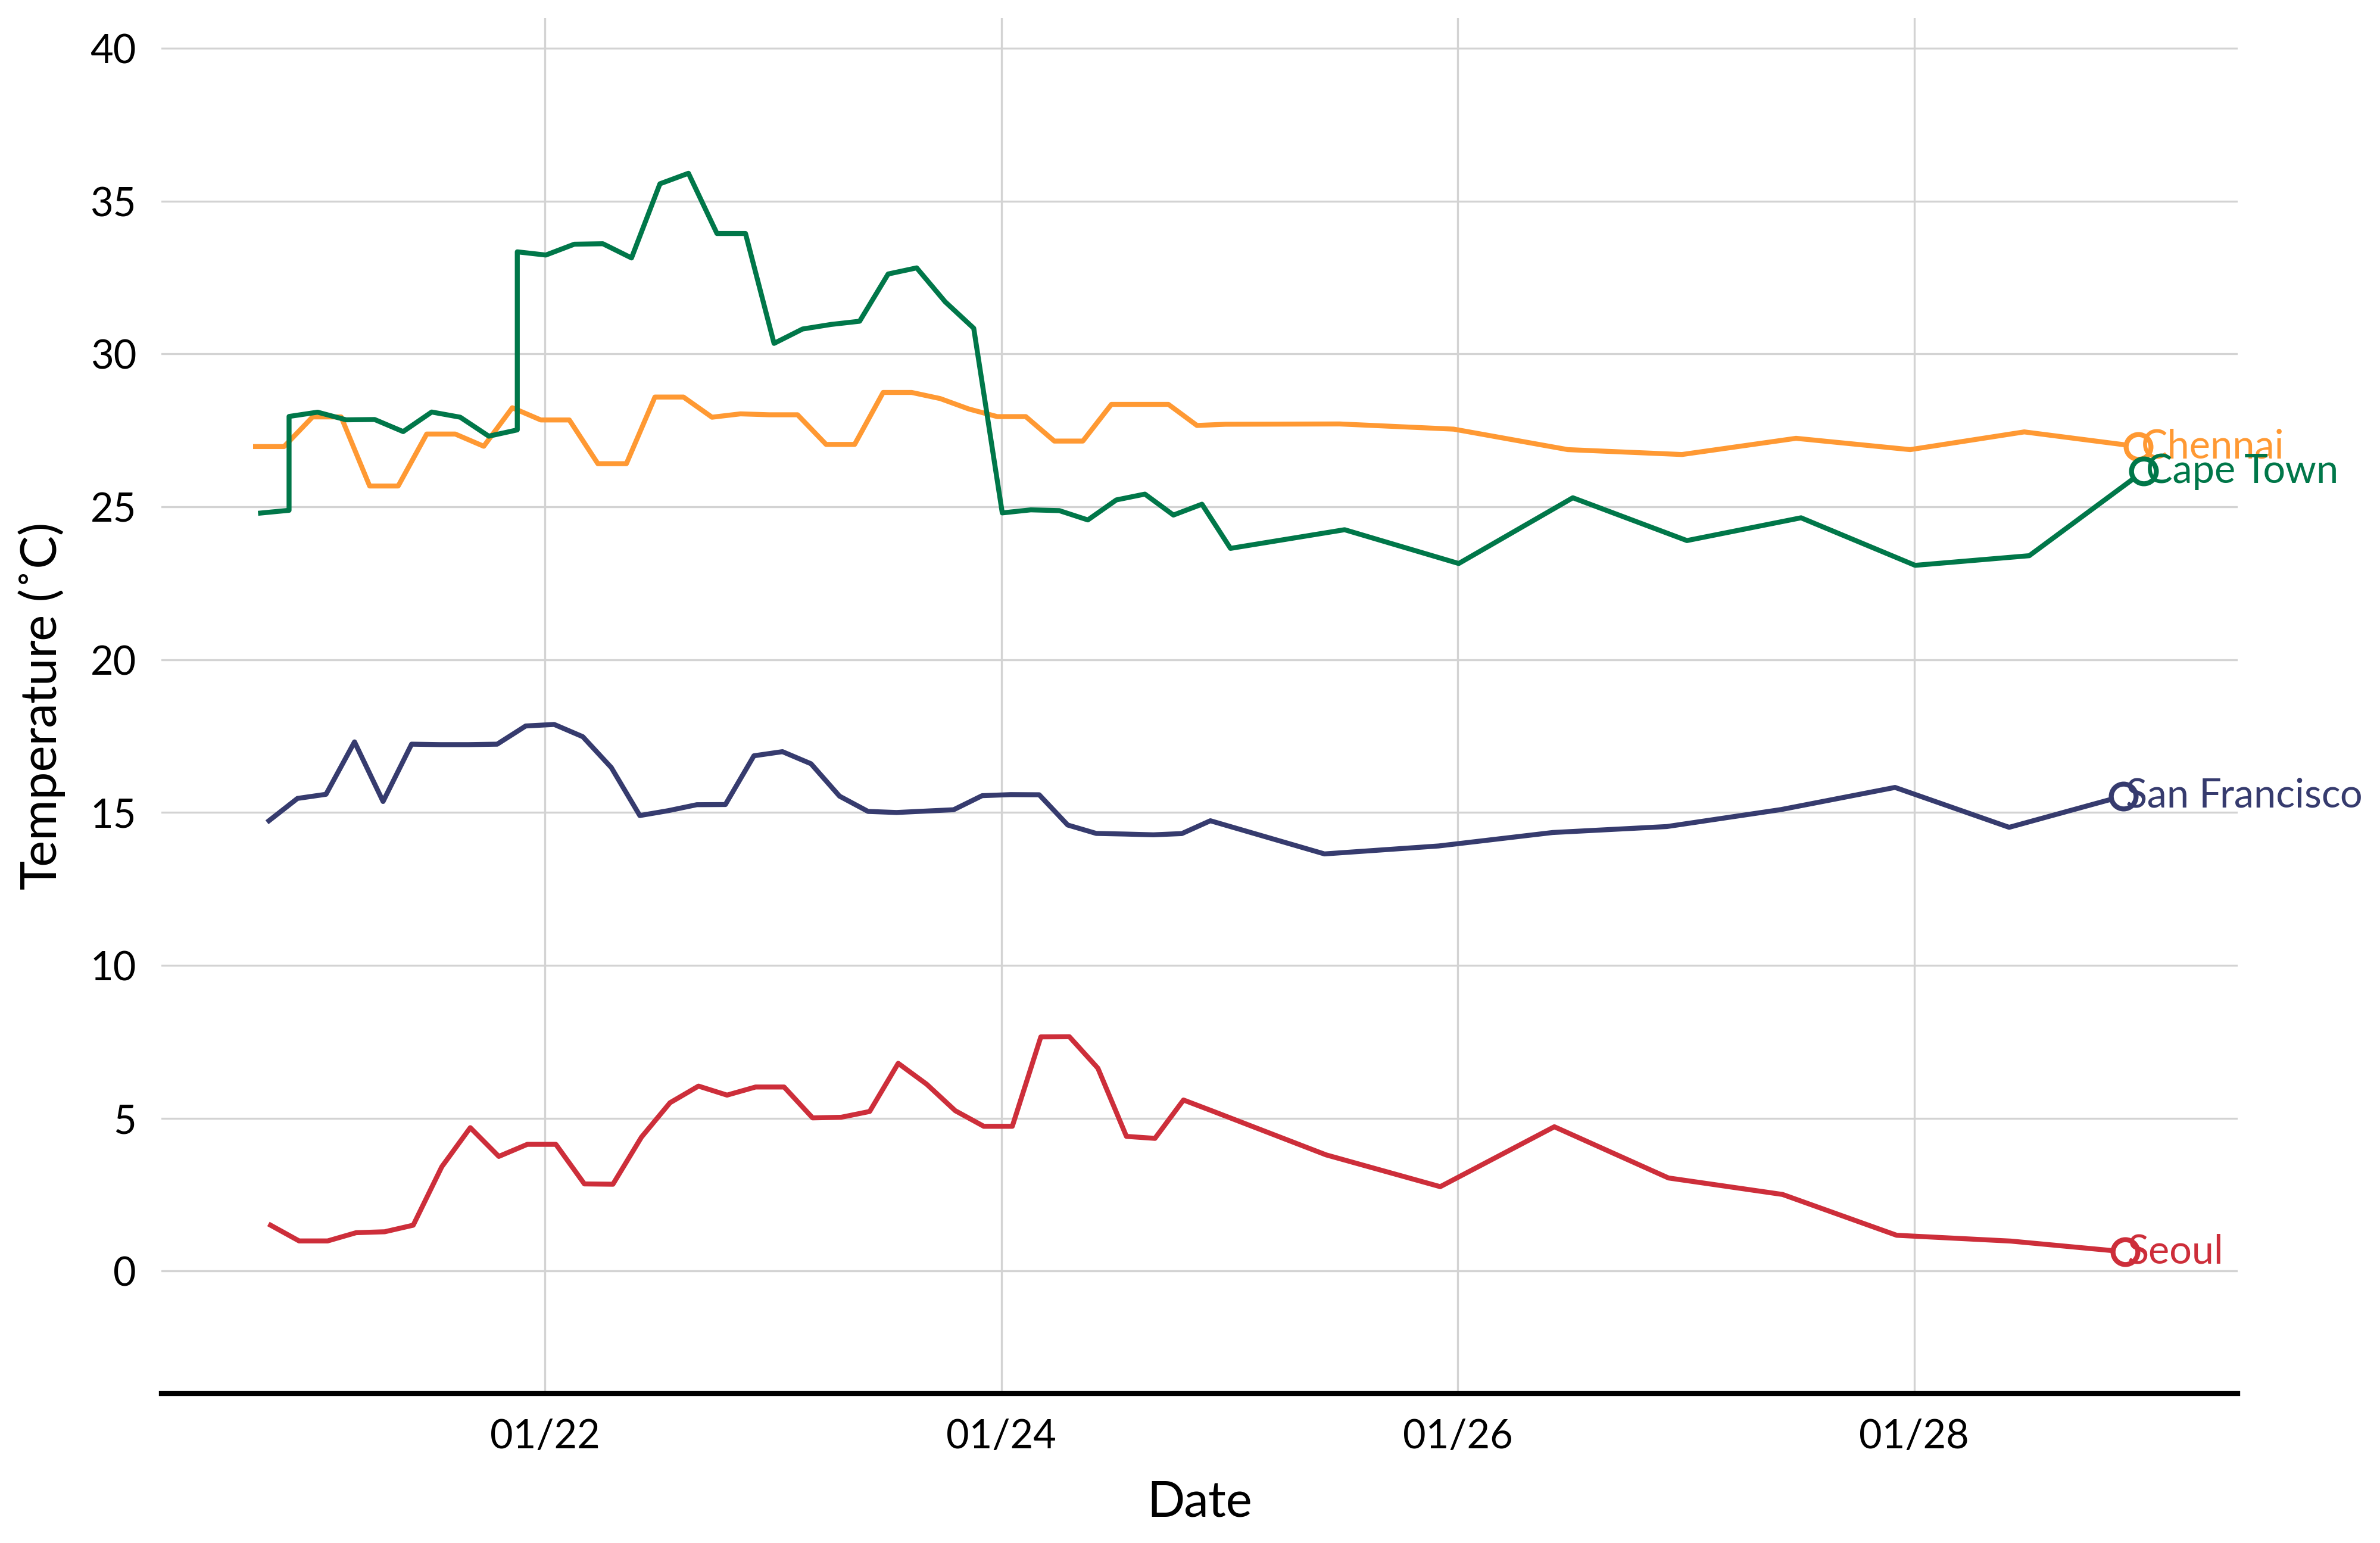 40
35
30
25
20
15
10
5
0
Temperature (°C)
Chennai
Cape Town
San Francisco
Seoul
01/22
01/24
01/26
01/28
Date